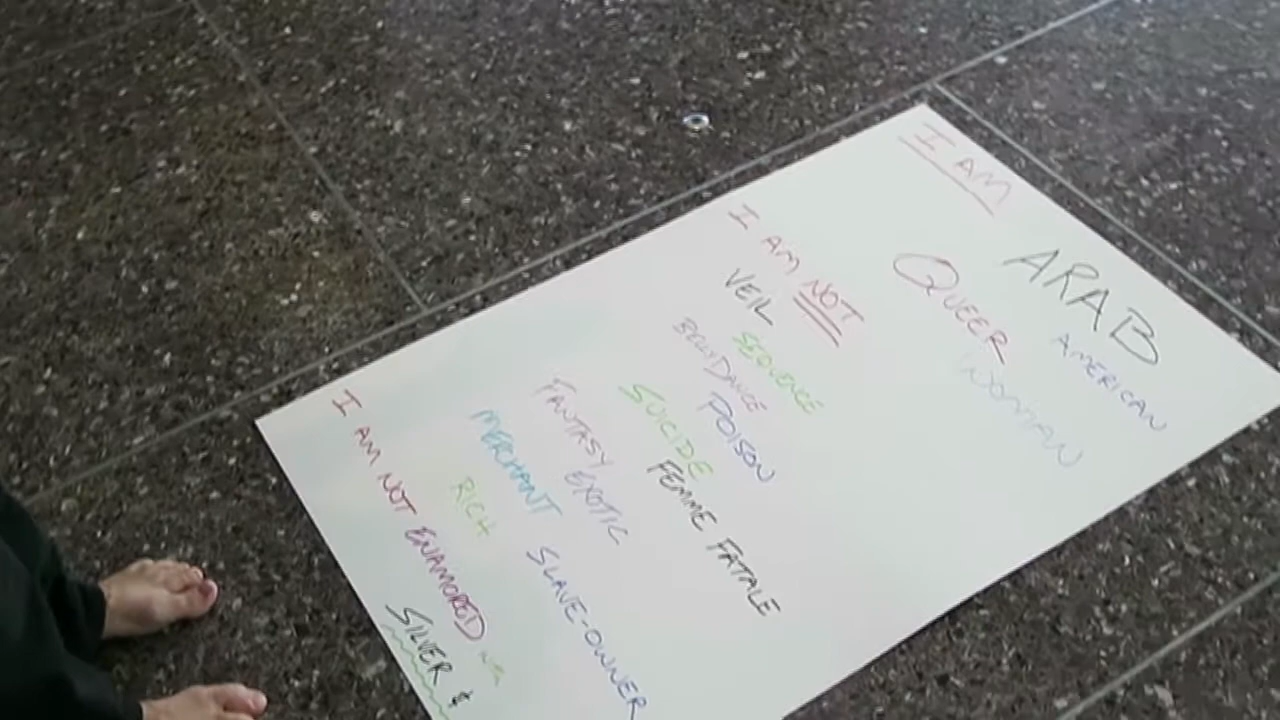 I AM
ARAB
AMERICAN
QUEER
WOMAN
I AM NOT
VEIL
SEQUENCE
BELLYDANCE
POISON
SUICIDE
FEMME FATALE
FANTASY
EXOTIC
MERCHANT
SLAVE-OWNER
RICH
I AM NOT ENAMORED
SILVER $